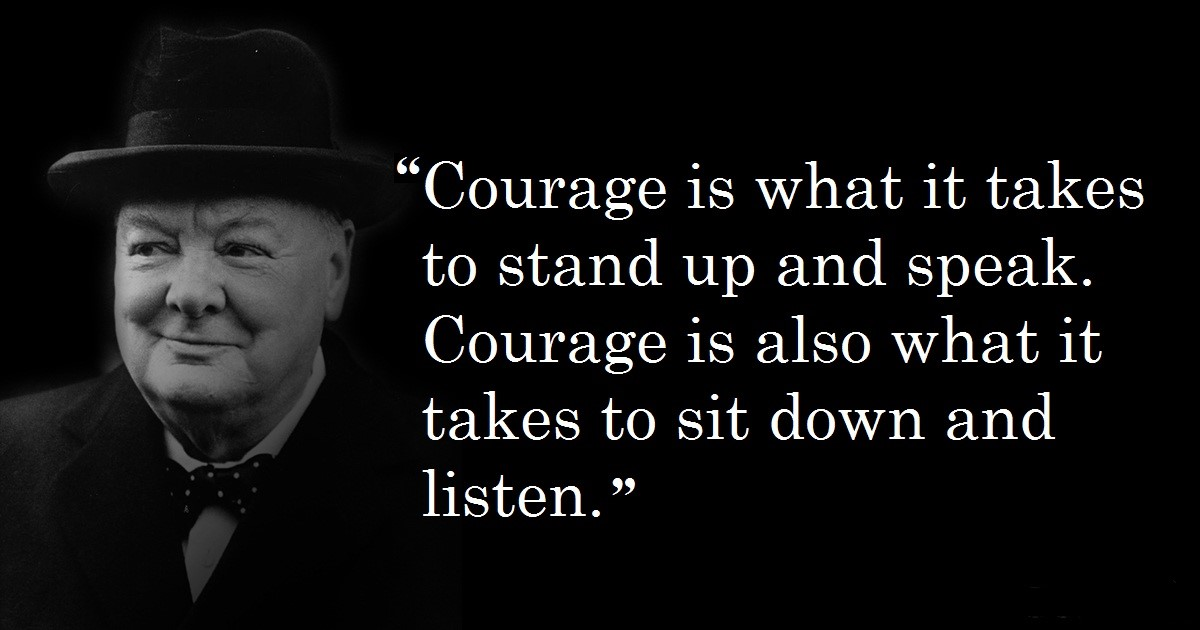 “Courage is what it takes
to stand up and speak.
Courage is also what it
takes to sit down and
listen.”